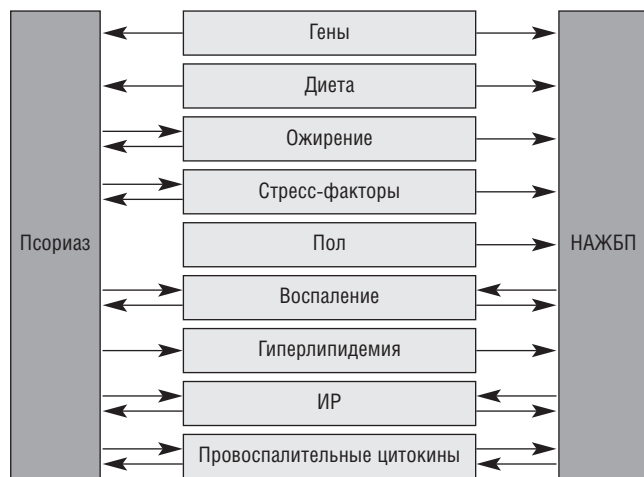 Гены
Диета
Ожирение
Стресс-факторы
Псориаз
Пол
НАЖБП
Воспаление
Гиперлипидемия
ИР
Провоспалительные цитокины